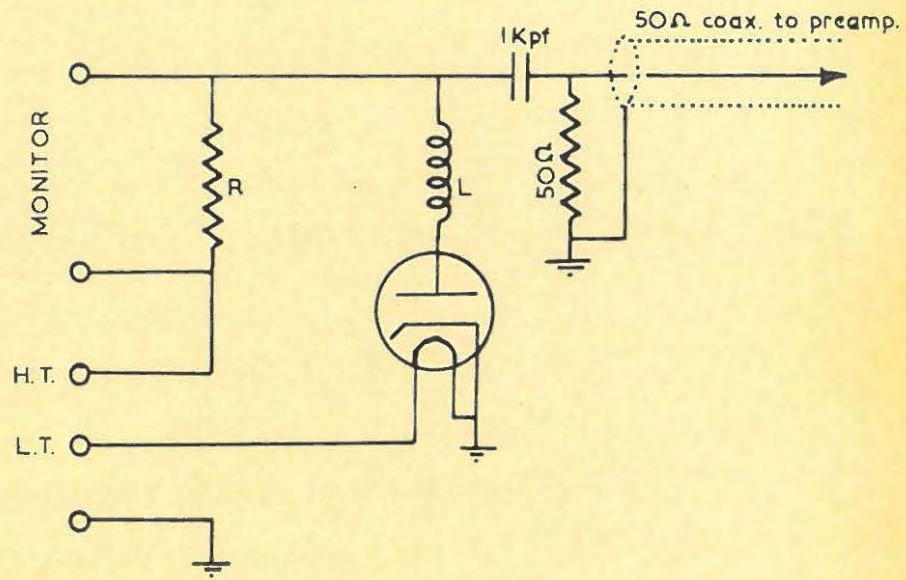 50Ω coax. to preamp.
1Kpf
MONITOR
R
L
50Ω
H.T.
L.T.